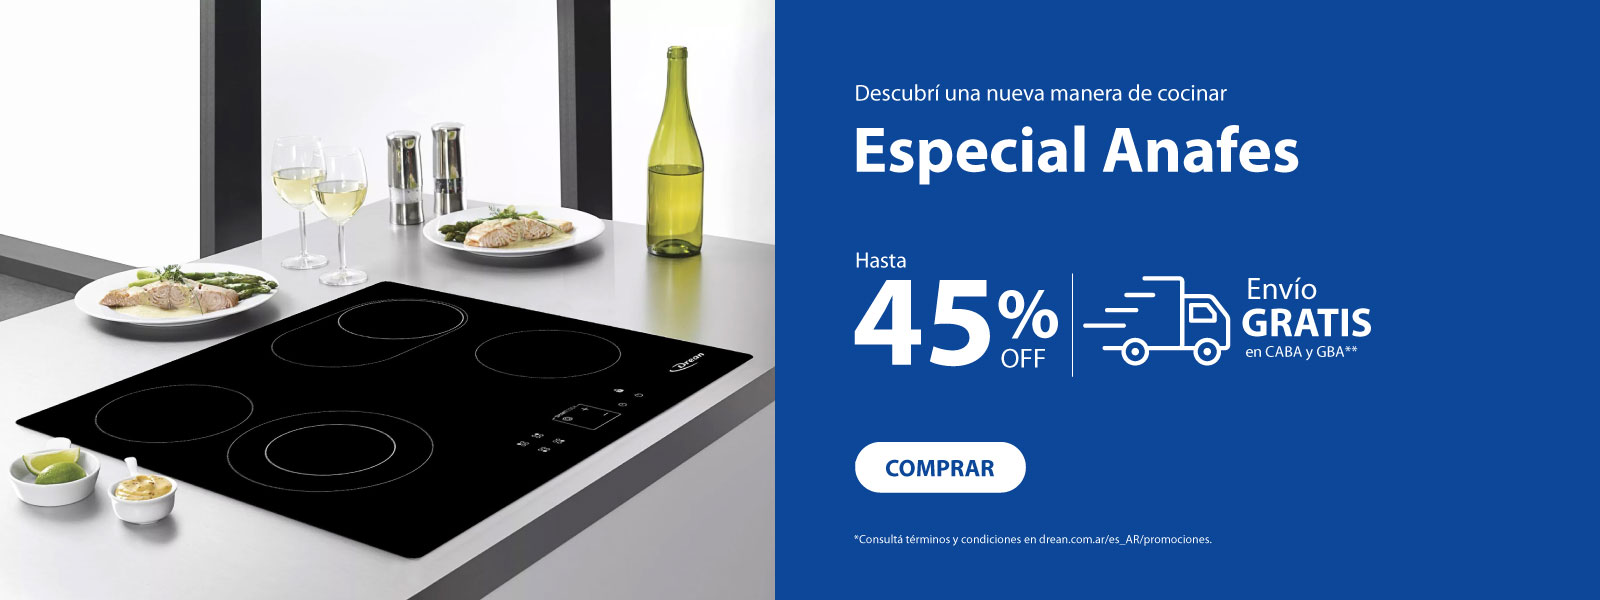 Descubrí una nueva manera de cocinar
Especial Anafes
Hasta
45%
OFF
Envío
GRATIS
en CABA y GBA**
COMPRAR
*Consultá términos y condiciones en drean.com.ar/es_AR/promociones.
Drean